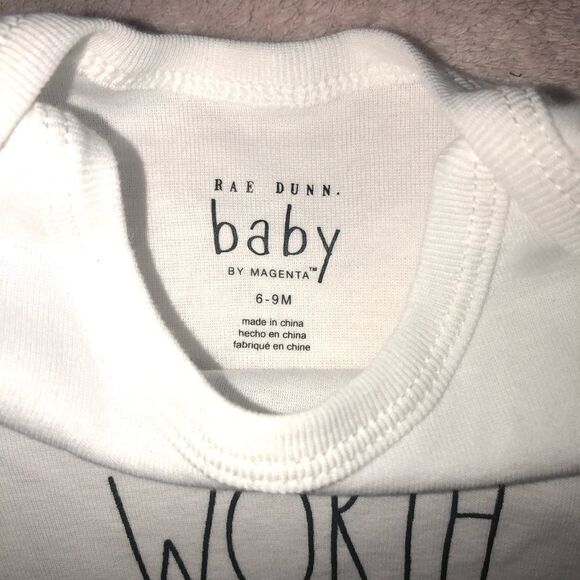 RAE DUNN.
baby
BY MAGENTA™
6-9M
made in china
hecho en china
fabriqué en chine
WORTH